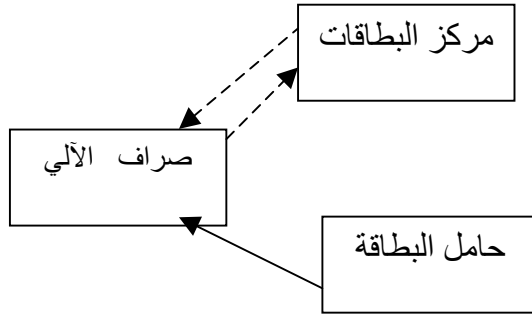 مركز البطاقات
صراف الآلي
حامل البطاقة